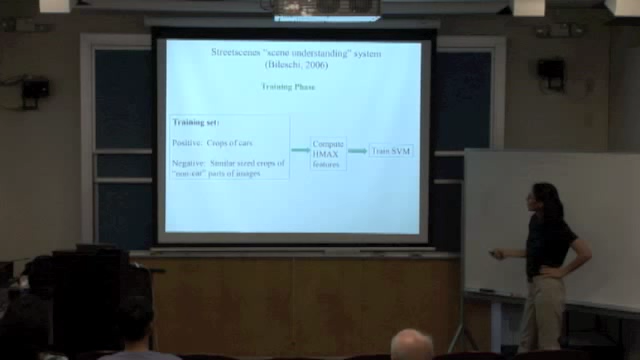 Streetscenes "scene understanding" system
(Bileschi, 2006)
Training Phase
Training set:
Positive: Crops of cars
Negative: Similar sized crops of
"non-car" parts of images
Compute
HMAX
features
Train SVM